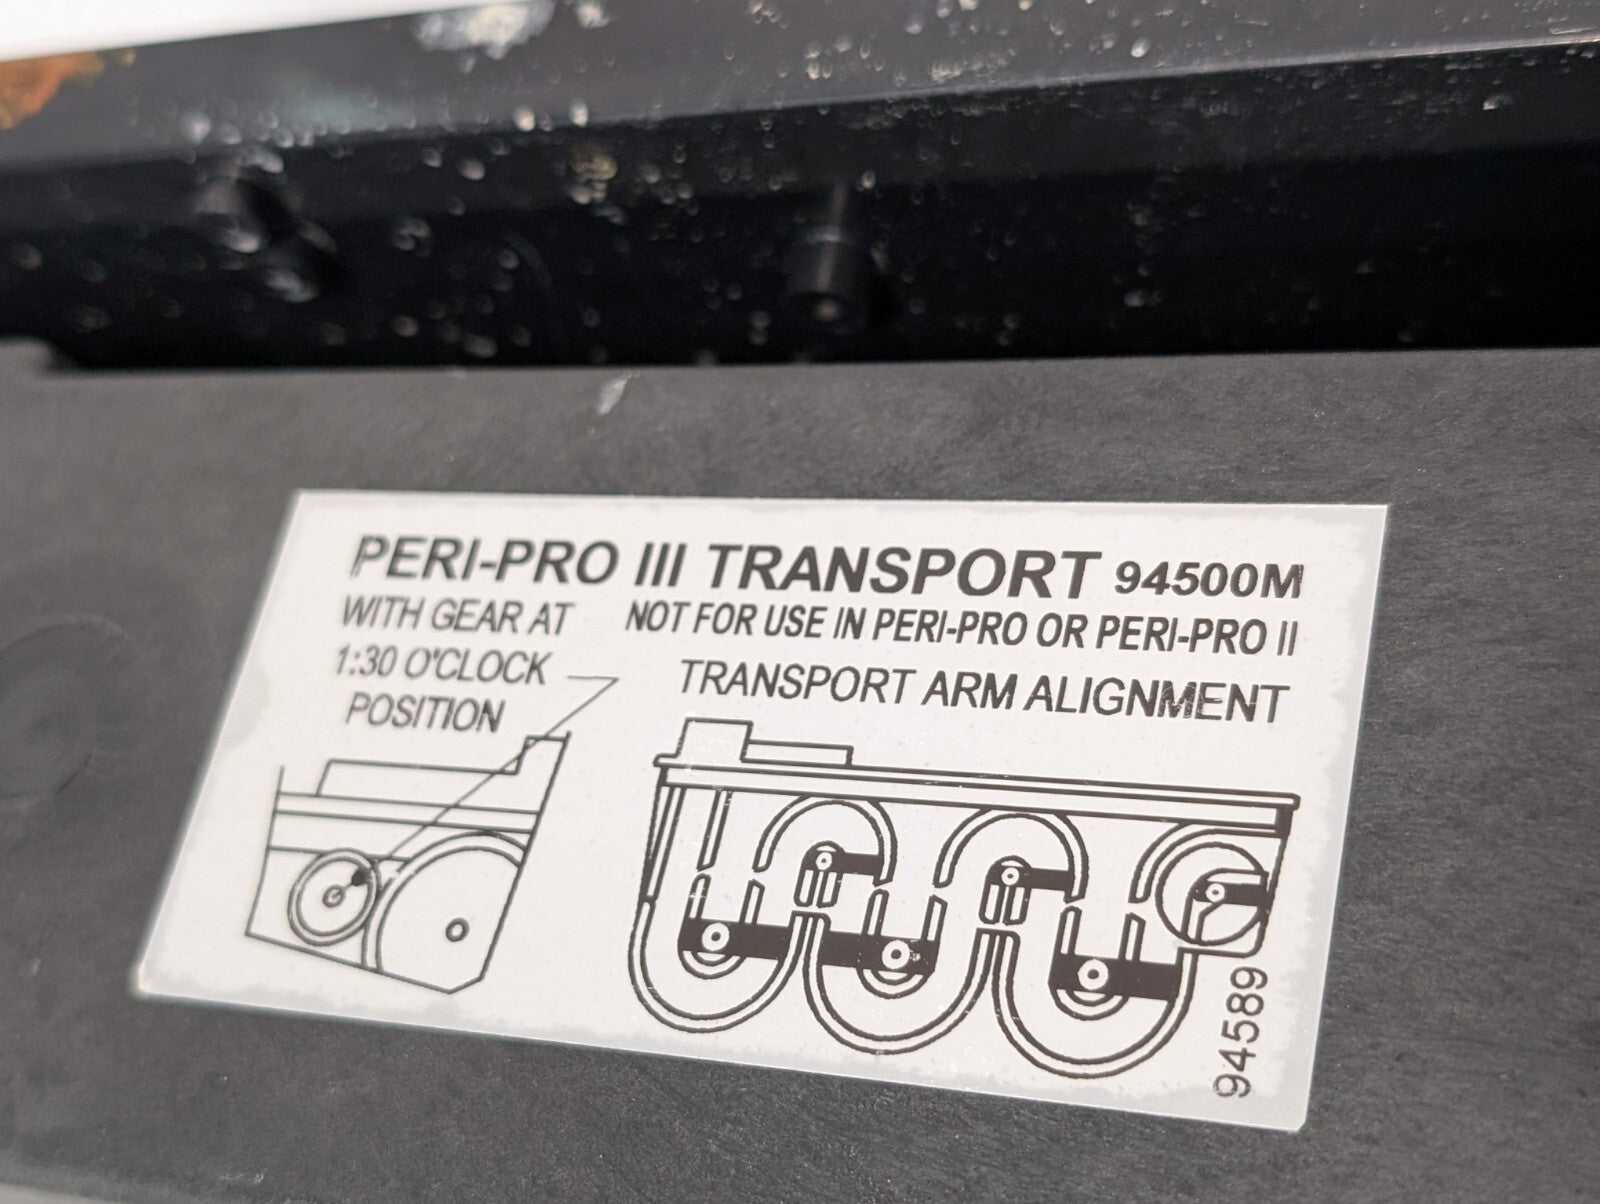 PERI-PRO III TRANSPORT 94500M
NOT FOR USE IN PERI-PRO OR PERI-PRO II
WITH GEAR AT
1:30 O'CLOCK
POSITION
TRANSPORT ARM ALIGNMENT
94589